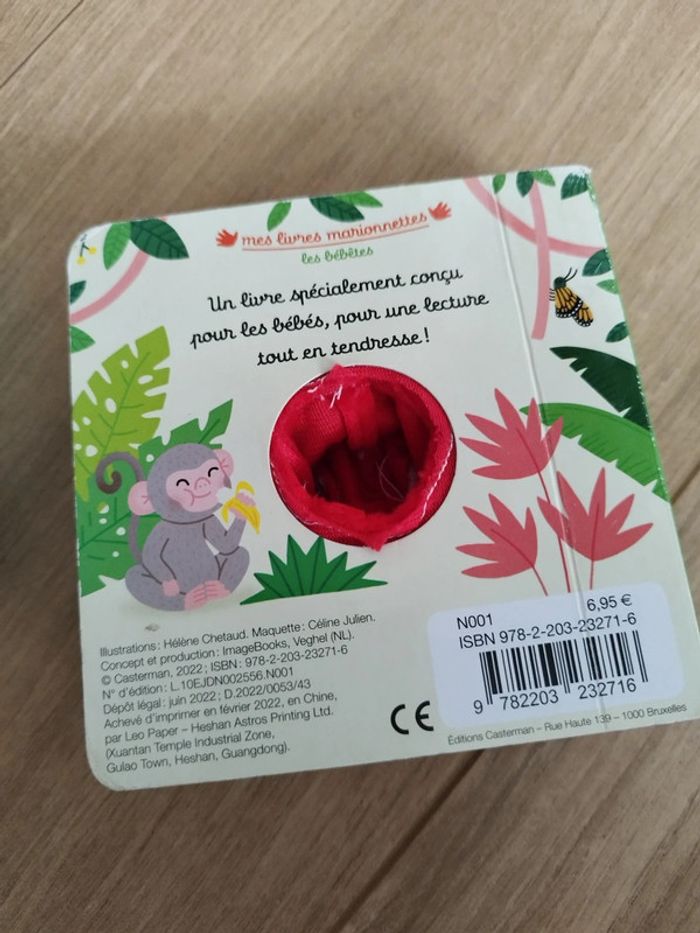 mes livres marionnettes
les bébêtes
Un livre spécialement conçu
pour les bébés, pour une lecture
tout en tendresse !
Illustrations : Hélène Chetaud. Maquette : Céline Julien.
Concept et production : ImageBooks, Veghel (NL).
© Casterman, 2022 ; ISBN : 978-2-203-23271-6
N° d'édition : L.10EJDN002556.N001
Dépôt légal : juin 2022 ; D.2022/0053/43
Achevé d'imprimer en février 2022, en Chine,
par Leo Paper – Heshan Astros Printing Ltd.
(Xuantan Temple Industrial Zone,
Gulao Town, Heshan, Guangdong).
CE
N001 6,95 €
ISBN 978-2-203-23271-6
9 782203 232716
Éditions Casterman – Rue Haute 139 – 1000 Bruxelles